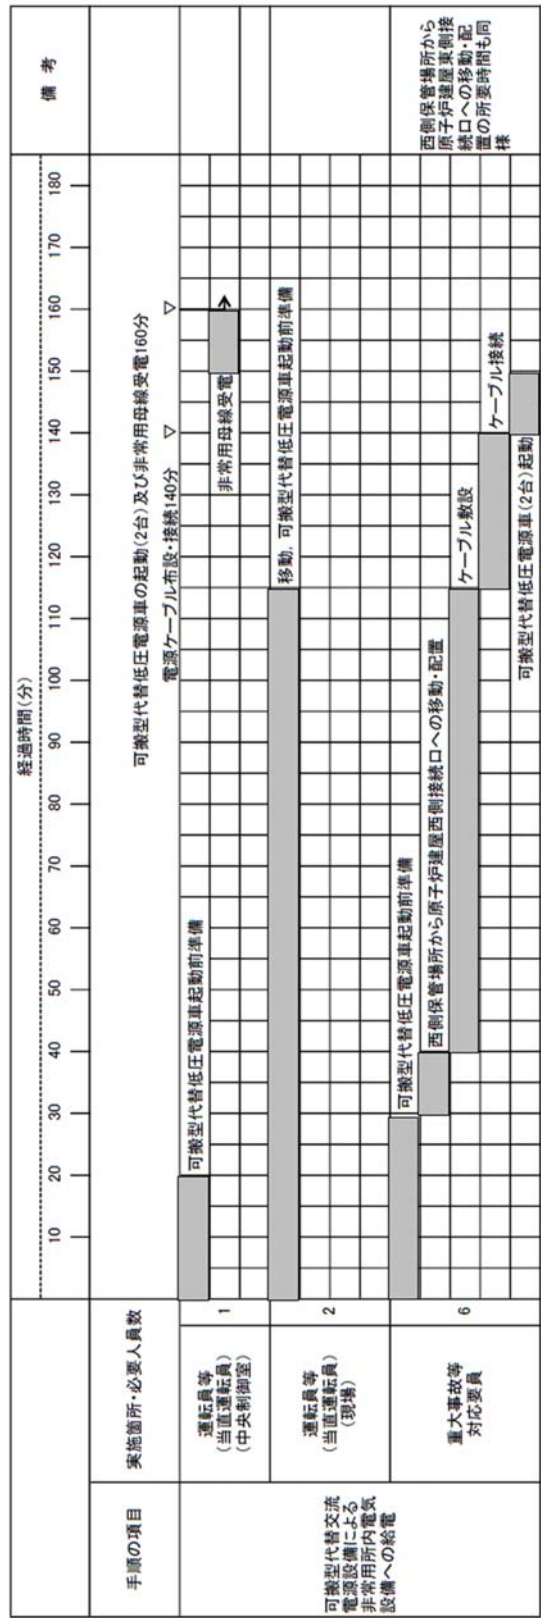 経過時間(分)
備考
10 20 30 40 50 60 70 80 90 100 110 120 130 140 150 160 170 180
手順の項目
実施箇所・必要人員数
可搬型代替低圧電源車の起動(2台)及び非常用母線受電160分
▽
電源ケーブル布設・接続140分 ▽
可搬型代替交流
電源設備による
非常用所内電気
設備への給電
運転員等
(当直運転員)
(中央制御室)
1
可搬型代替低圧電源車起動前準備
非常用母線受電
運転員等
(当直運転員)
(現場)
2
移動,可搬型代替低圧電源車起動前準備
重大事故等
対応要員
6
可搬型代替低圧電源車起動前準備
西側保管場所から原子炉建屋西側接続口への移動・配置
ケーブル敷設
ケーブル接続
可搬型代替低圧電源車(2台)起動
西側保管場所から
原子炉建屋東側接
続口への移動・配
置の所要時間も同
様